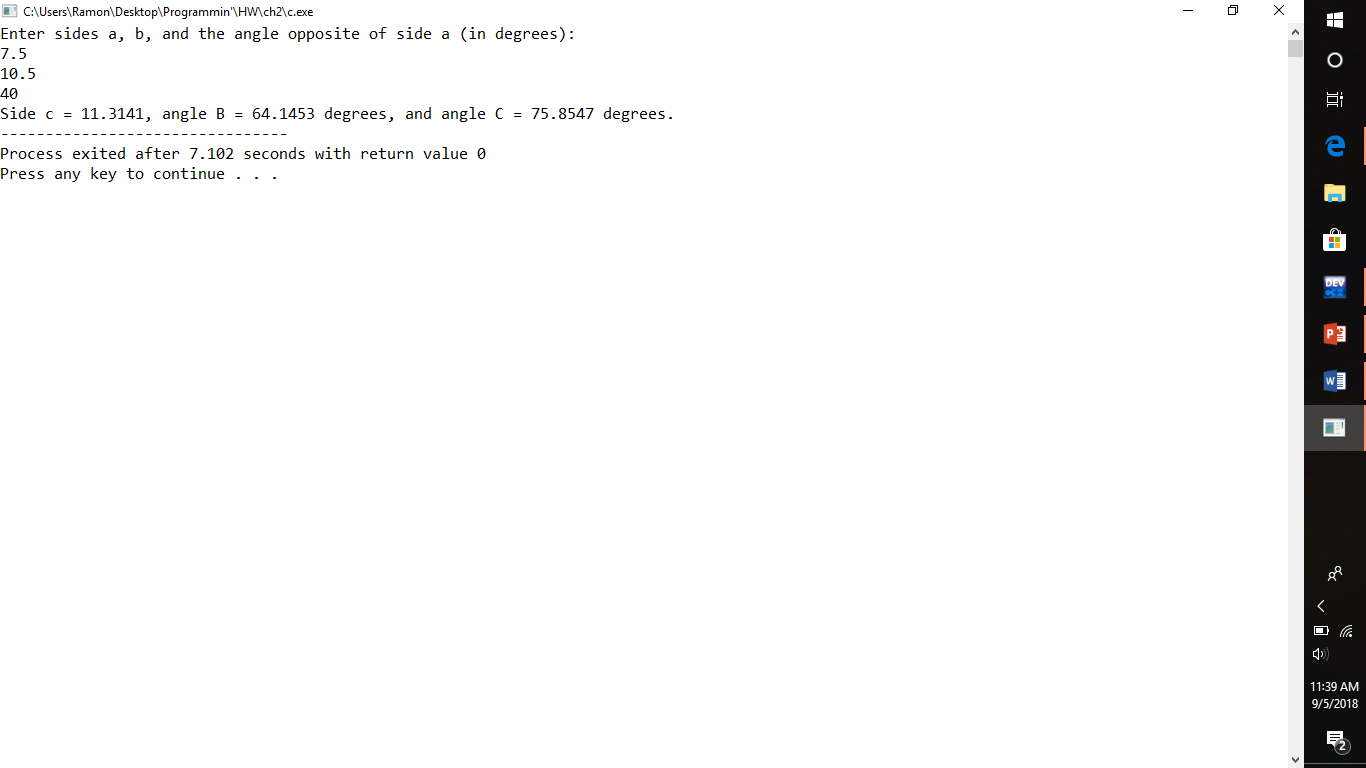 C:\Users\Ramon\Desktop\Programmin'\HW\ch2\c.exe
Enter sides a, b, and the angle opposite of side a (in degrees):
7.5
10.5
40
Side c = 11.3141, angle B = 64.1453 degrees, and angle C = 75.8547 degrees.
--------------------------------
Process exited after 7.102 seconds with return value 0
Press any key to continue . . .
DEV
P
W
11:39 AM
9/5/2018
2